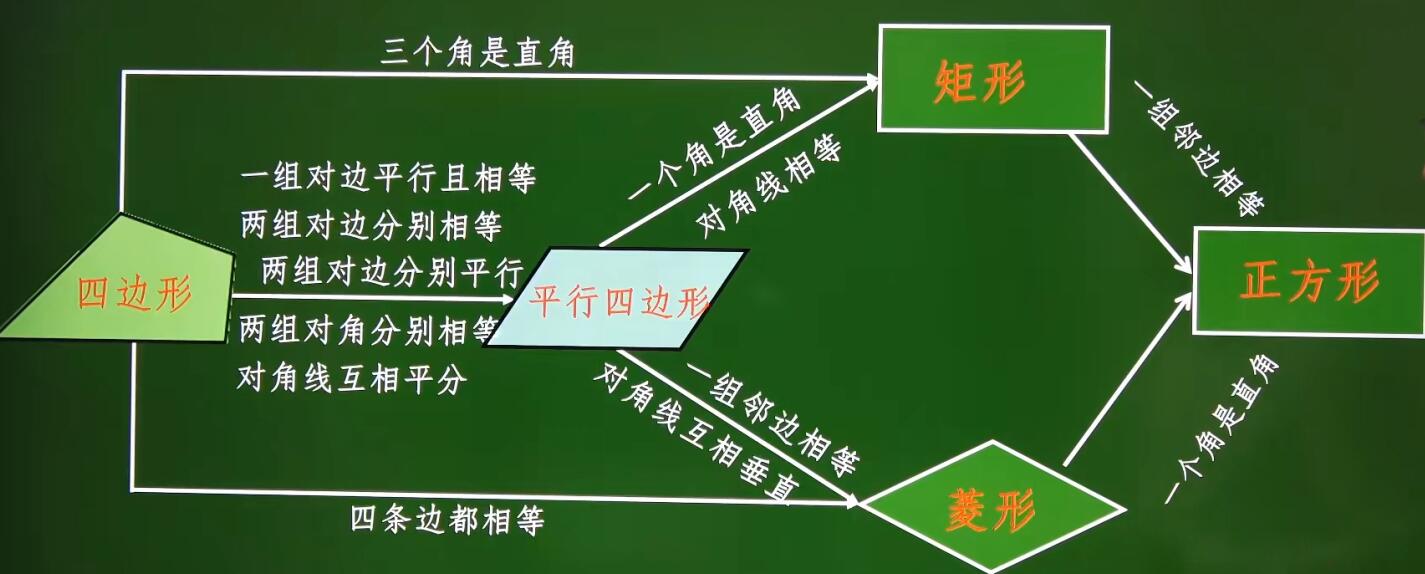 三个角是直角
矩形
一个角是直角
对角线相等
一组邻边相等
一组对边平行且相等
两组对边分别相等
两组对边分别平行
四边形
平行四边形
正方形
两组对角分别相等
对角线互相平分
一组邻边相等
对角线互相垂直
一个角是直角
菱形
四条边都相等